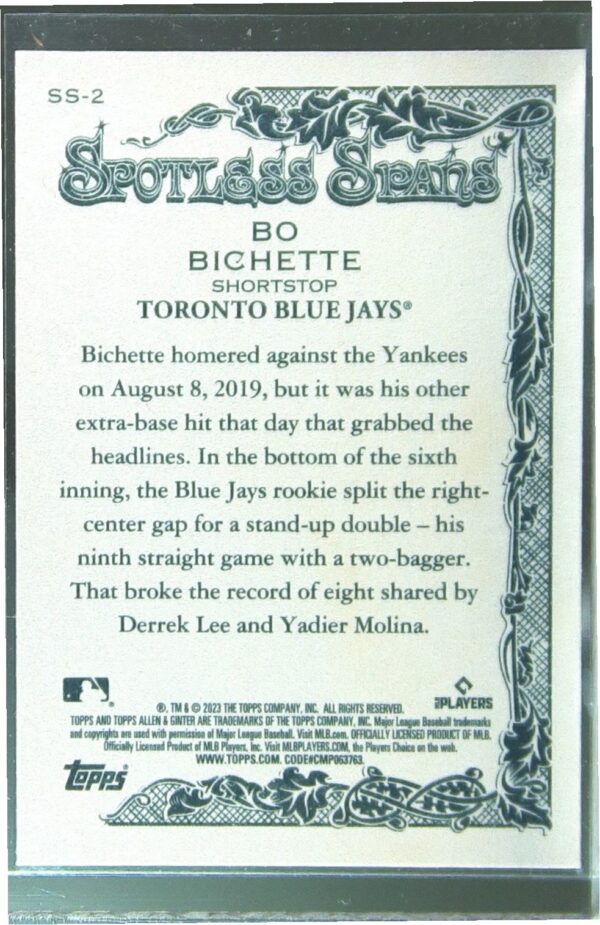 SS-2
SPOTLESS SPANS
BO
BICHETTE
SHORTSTOP
TORONTO BLUE JAYS®
Bichette homered against the Yankees
on August 8, 2019, but it was his other
extra-base hit that day that grabbed the
headlines. In the bottom of the sixth
inning, the Blue Jays rookie split the right-
center gap for a stand-up double – his
ninth straight game with a two-bagger.
That broke the record of eight shared by
Derrek Lee and Yadier Molina.
PLAYERS
®, TM & © 2023 THE TOPPS COMPANY, INC. ALL RIGHTS RESERVED.
TOPPS AND TOPPS ALLEN & GINTER ARE TRADEMARKS OF THE TOPPS COMPANY, INC. Major League Baseball trademarks
and copyrights are used with permission of Major League Baseball. Visit MLB.com. OFFICIALLY LICENSED PRODUCT OF MLB.
Officially Licensed Product of MLB Players, Inc. Visit MLBPLAYERS.COM, the Players Choice on the web.
WWW.TOPPS.COM. CODE#CMP063763.
topps®